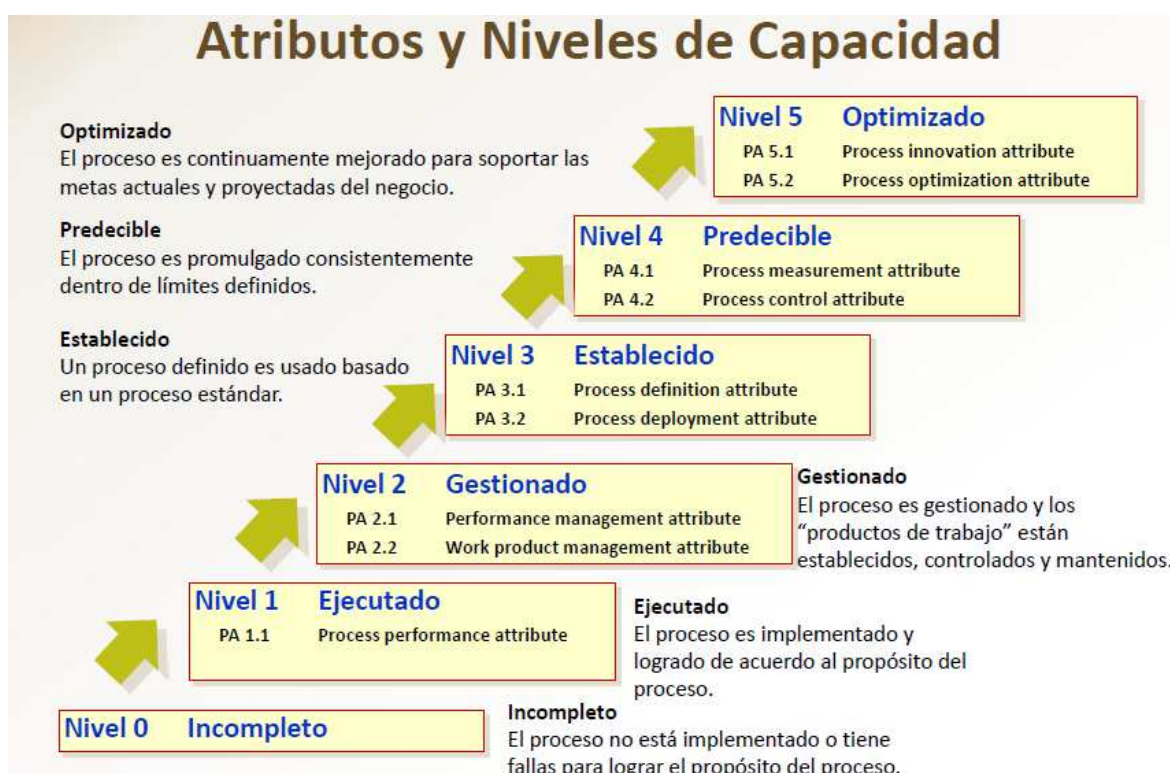 Atributos y Niveles de Capacidad
Optimizado
El proceso es continuamente mejorado para soportar las
metas actuales y proyectadas del negocio.
Nivel 5 Optimizado
PA 5.1 Process innovation attribute
PA 5.2 Process optimization attribute
Predecible
El proceso es promulgado consistentemente
dentro de límites definidos.
Nivel 4 Predecible
PA 4.1 Process measurement attribute
PA 4.2 Process control attribute
Establecido
Un proceso definido es usado basado
en un proceso estándar.
Nivel 3 Establecido
PA 3.1 Process definition attribute
PA 3.2 Process deployment attribute
Nivel 2 Gestionado
PA 2.1 Performance management attribute
PA 2.2 Work product management attribute
Gestionado
El proceso es gestionado y los
“productos de trabajo” están
establecidos, controlados y mantenidos.
Nivel 1 Ejecutado
PA 1.1 Process performance attribute
Ejecutado
El proceso es implementado y
logrado de acuerdo al propósito del
proceso.
Nivel 0 Incompleto
Incompleto
El proceso no está implementado o tiene
fallas para lograr el propósito del proceso.